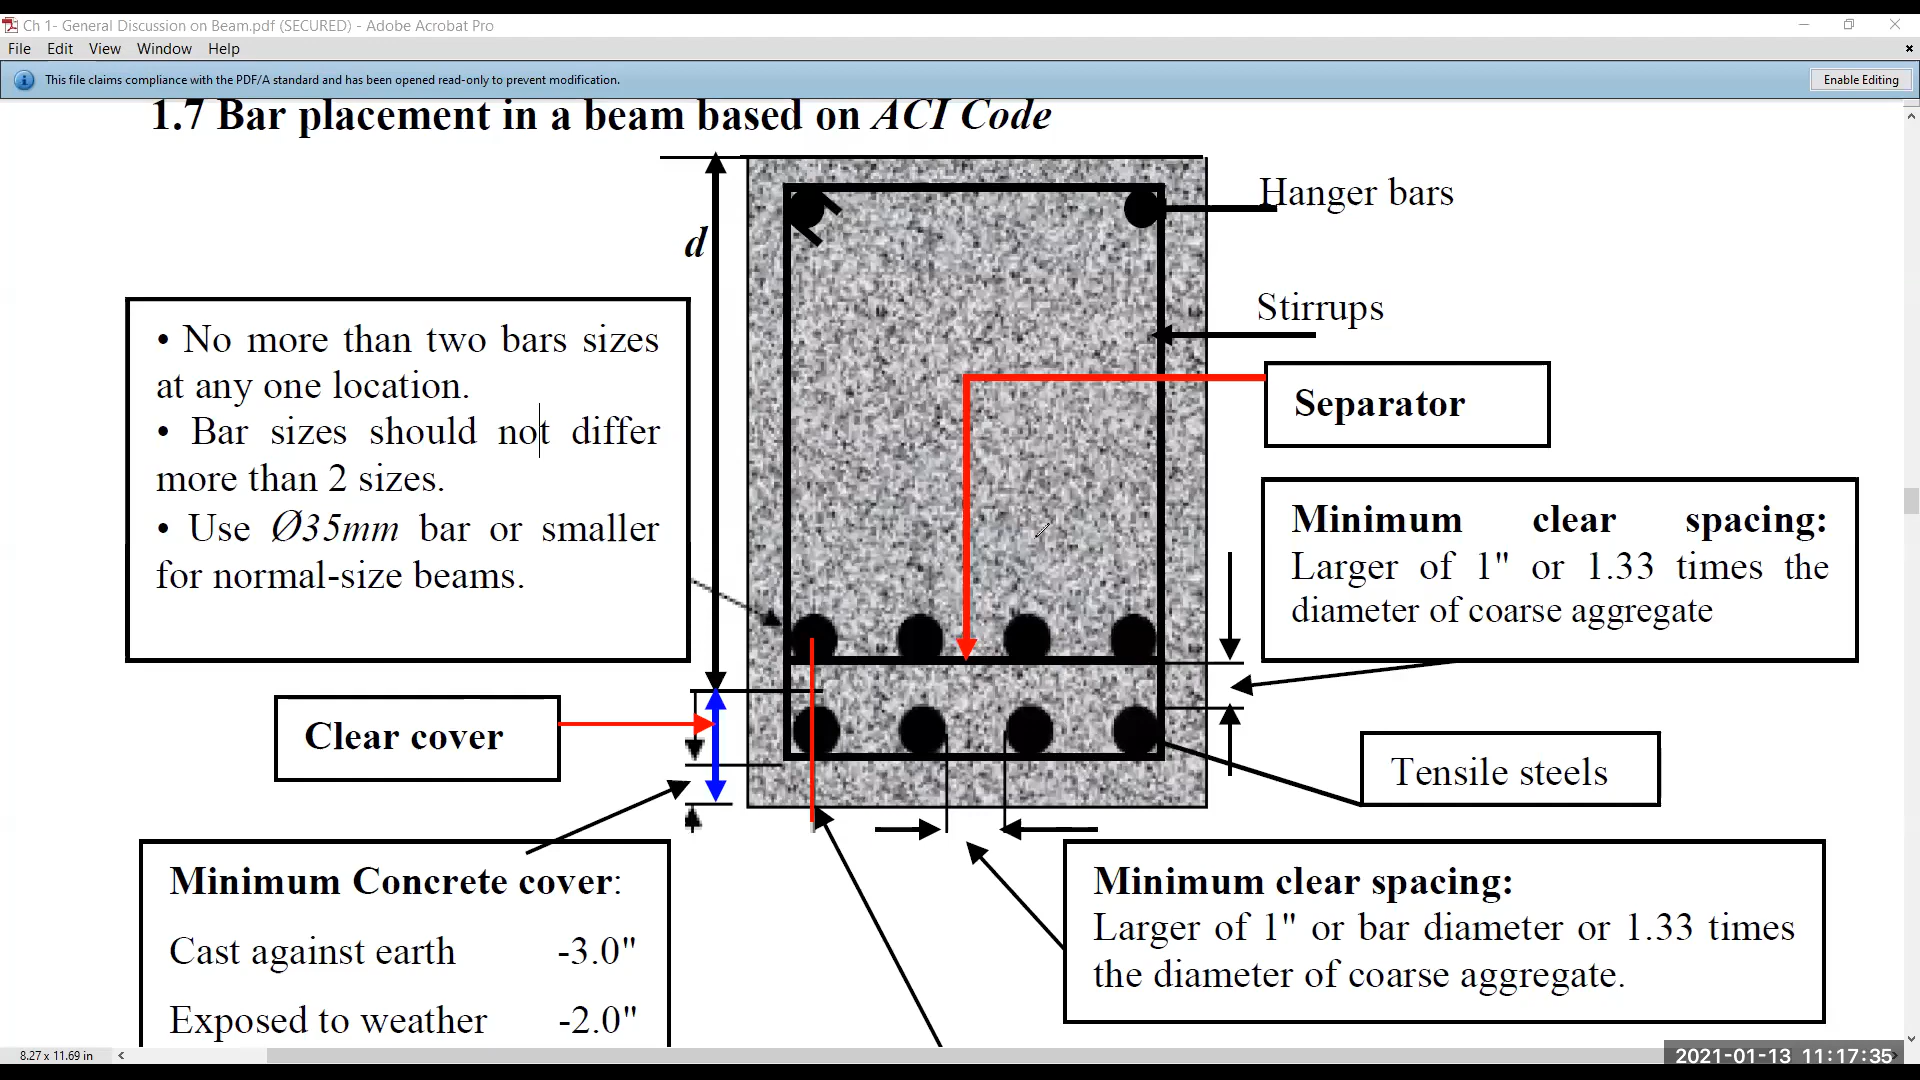 Ch 1- General Discussion on Beam.pdf (SECURED) - Adobe Acrobat Pro
File Edit View Window Help
This file claims compliance with the PDF/A standard and has been opened read-only to prevent modification.
Enable Editing
1.7 Bar placement in a beam based on ACI Code
Hanger bars
d
Stirrups
• No more than two bars sizes
at any one location.
• Bar sizes should not differ
more than 2 sizes.
• Use Ø35mm bar or smaller
for normal-size beams.
Separator
Minimum clear spacing:
Larger of 1" or 1.33 times the
diameter of coarse aggregate
Clear cover
Tensile steels
Minimum Concrete cover:
Cast against earth -3.0"
Exposed to weather -2.0"
Minimum clear spacing:
Larger of 1" or bar diameter or 1.33 times
the diameter of coarse aggregate.
8.27 x 11.69 in
2021-01-13 11:17:35